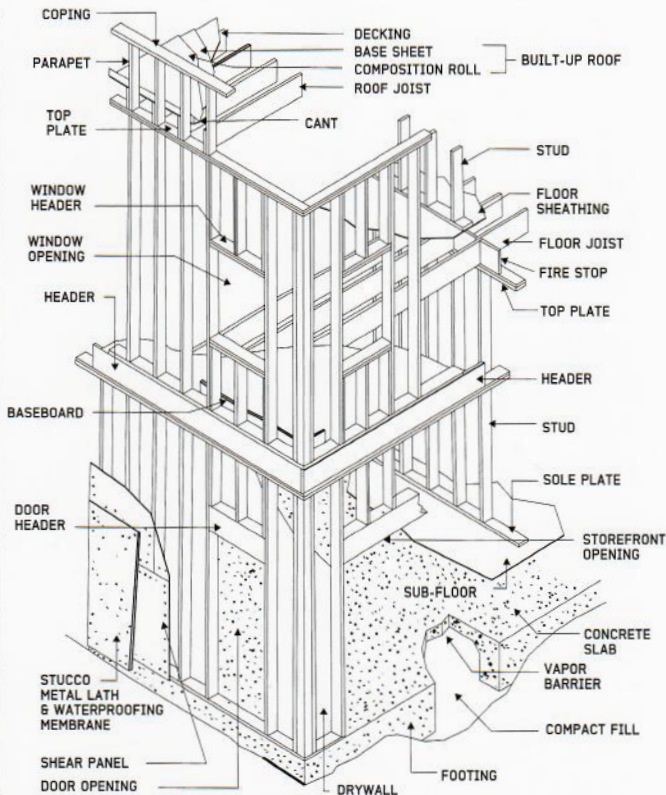 COPING
DECKING
BASE SHEET
COMPOSITION ROLL
BUILT-UP ROOF
PARAPET
ROOF JOIST
TOP
PLATE
CANT
STUD
WINDOW
HEADER
FLOOR
SHEATHING
WINDOW
OPENING
FLOOR JOIST
FIRE STOP
HEADER
TOP PLATE
HEADER
BASEBOARD
STUD
SOLE PLATE
DOOR
HEADER
STOREFRONT
OPENING
SUB-FLOOR
CONCRETE
SLAB
VAPOR
BARRIER
STUCCO
METAL LATH
& WATERPROOFING
MEMBRANE
COMPACT FILL
SHEAR PANEL
FOOTING
DOOR OPENING
DRYWALL